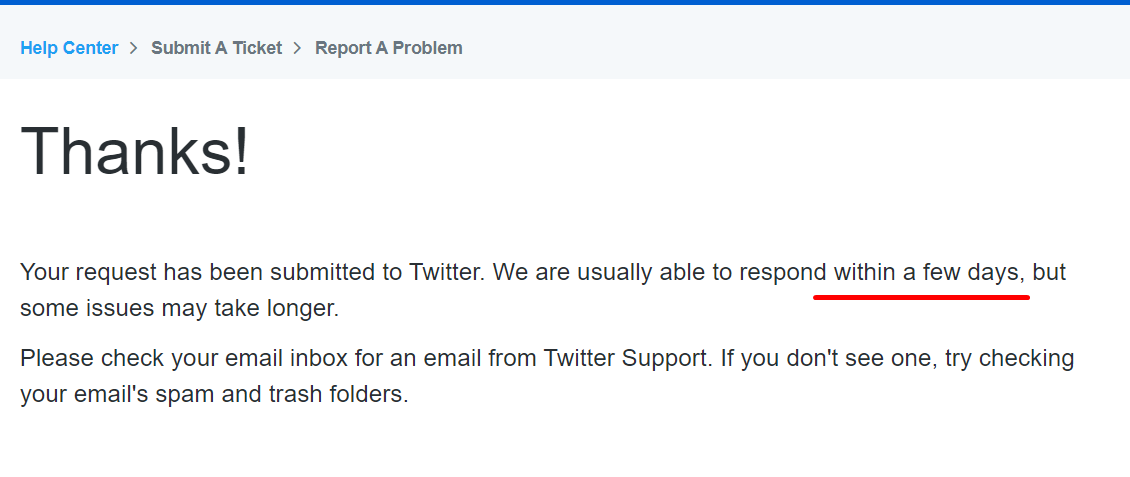 Help Center > Submit A Ticket > Report A Problem
Thanks!
Your request has been submitted to Twitter. We are usually able to respond within a few days, but
some issues may take longer.
Please check your email inbox for an email from Twitter Support. If you don't see one, try checking
your email's spam and trash folders.